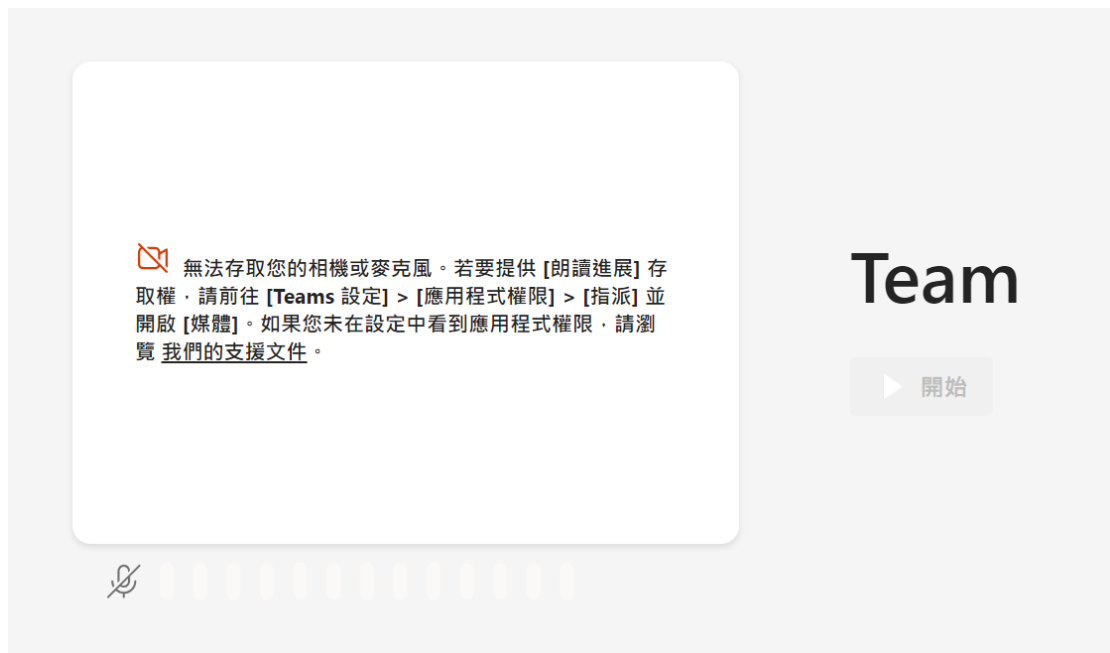 無法存取您的相機或麥克風。若要提供 [朗讀進展] 存
取權，請前往 [Teams 設定] > [應用程式權限] > [指派] 並
開啟 [媒體]。如果您未在設定中看到應用程式權限，請瀏
覽 我們的支援文件。
Team
開始